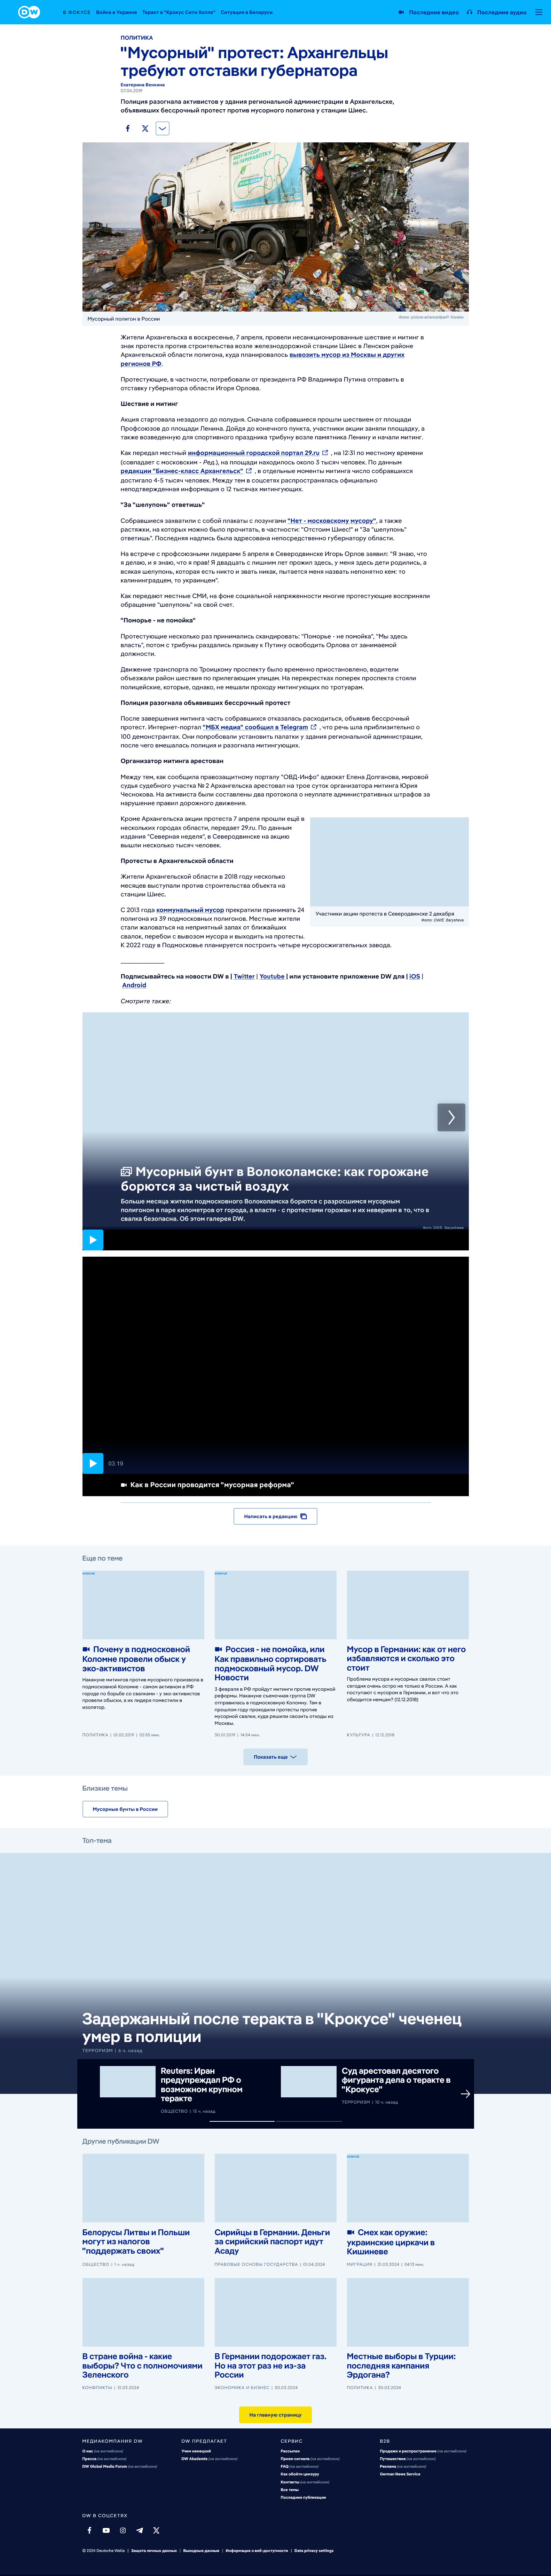 DW
В ФОКУСЕ Война в Украине Теракт в "Крокус Сити Холле" Ситуация в Беларуси Последние видео Последние аудио
ПОЛИТИКА
"Мусорный" протест: Архангельцы
требуют отставки губернатора
Екатерина Венкина
07.04.2019
Полиция разогнала активистов у здания региональной администрации в Архангельске,
объявивших бессрочный протест против мусорного полигона у станции Шиес.
Мусорный полигон в России
Жители Архангельска в воскресенье, 7 апреля, провели несанкционированные шествие и митинг в
знак протеста против строительства возле железнодорожной станции Шиес в Ленском районе
Архангельской области полигона, куда планировалось вывозить мусор из Москвы и других
регионов РФ.
Протестующие, в частности, потребовали от президента РФ Владимира Путина отправить в
отставку губернатора области Игоря Орлова.
Шествие и митинг
Акция стартовала незадолго до полудня. Сначала собравшиеся прошли шествием от площади
Профсоюзов до площади Ленина. Дойдя до конечного пункта, участники акции заняли площадку, а
также возведенную для спортивного праздника трибуну возле памятника Ленину и начали митинг.
Как передал местный информационный городской портал 29.ru , на 12:31 по местному времени
(совпадает с московским - Ред.), на площади находилось около 3 тысяч человек. По данным
редакции "Бизнес-класс Архангельск" , в отдельные моменты митинга число собравшихся
достигало 4-5 тысяч человек. Между тем в соцсетях распространялась официально
неподтвержденная информация о 12 тысячах митингующих.
"За "шелупонь" ответишь"
Собравшиеся захватили с собой плакаты с лозунгами "Нет - московскому мусору", а также
растяжки, на которых можно было прочитать, в частности: "Отстоим Шиес!" и "За "шелупонь"
ответишь". Последняя надпись была адресована непосредственно губернатору области.
На встрече с профсоюзными лидерами 5 апреля в Северодвинске Игорь Орлов заявил: "Я знаю, что
я делаю, и я знаю, что я прав! Я двадцать с лишним лет прожил здесь, у меня здесь дети родились, а
всякая шелупонь, которая есть никто и звать никак, пытается меня назвать непонятно кем: то
калининградцем, то украинцем".
Как передают местные СМИ, на фоне социальной напряженности многие протестующие восприняли
обращение "шелупонь" на свой счет.
"Поморье - не помойка"
Протестующие несколько раз принимались скандировать: "Поморье - не помойка", "Мы здесь
власть", потом с трибуны раздались призывы к Путину освободить Орлова от занимаемой
должности.
Движение транспорта по Троицкому проспекту было временно приостановлено, водители
объезжали район шествия по прилегающим улицам. На перекрестках поперек проспекта стояли
полицейские, которые, однако, не мешали проходу митингующих по тротуарам.
Полиция разогнала объявивших бессрочный протест
После завершения митинга часть собравшихся отказалась расходиться, объявив бессрочный
протест. Интернет-портал "МБХ медиа" сообщил в Telegram , что речь шла приблизительно о
100 демонстрантах. Они попробовали установить палатки у здания региональной администрации,
после чего вмешалась полиция и разогнала митингующих.
Организатор митинга арестован
Между тем, как сообщила правозащитному порталу "ОВД-Инфо" адвокат Елена Долганова, мировой
судья судебного участка № 2 Архангельска арестовал на трое суток организатора митинга Юрия
Чеснокова. На активиста были составлены два протокола о неуплате административных штрафов за
нарушение правил дорожного движения.
Кроме Архангельска акции протеста 7 апреля прошли ещё в
нескольких городах области, передает 29.ru. По данным
издания "Северная неделя", в Северодвинске на акцию
вышли несколько тысяч человек.
Протесты в Архангельской области
Жители Архангельской области в 2018 году несколько
месяцев выступали против строительства объекта на
станции Шиес.
Участники акции протеста в Северодвинске 2 декабря
С 2013 года коммунальный мусор прекратили принимать 24
полигона из 39 подмосковных полигонов. Местные жители
стали жаловаться на неприятный запах от ближайших
свалок, перебои с вывозом мусора и выходить на протесты.
К 2022 году в Подмосковье планируется построить четыре мусоросжигательных завода.
Подписывайтесь на новости DW в | Twitter | Youtube | или установите приложение DW для | iOS |
Android
Смотрите также:
Мусорный бунт в Волоколамске: как горожане
борются за чистый воздух
Больше месяца жители подмосковного Волоколамска борются с разросшимся мусорным
полигоном в парке километров от города, а власти - с протестами горожан и их неверием в то, что в
свалка безопасна. Об этом галерея DW.
03:19
Как в России проводится "мусорная реформа"
Написать в редакцию
Еще по теме
Почему в подмосковной
Коломне провели обыск у
эко-активистов
Накануне митингов против мусорного произвола в
подмосковной Коломне - самом активном в РФ
городе по борьбе со свалками - у эко-активистов
провели обыски, а их лидера поместили в
изолятор.
ПОЛИТИКА | 01.02.2019 | 02:55 мин.
Россия - не помойка, или
Как правильно сортировать
подмосковный мусор. DW
Новости
3 февраля в РФ пройдут митинги против мусорной
реформы. Накануне съемочная группа DW
отправилась в подмосковную Коломну. Там в
прошлом году проходили протесты против
мусорной свалки, куда решили свозить отходы из
Москвы.
30.01.2019 | 14:04 мин.
Мусор в Германии: как от него
избавляются и сколько это
стоит
Проблема мусора и мусорных свалок стоит
сегодня очень остро не только в России. А как
поступают с мусором в Германии, и вот что это
обходится немцам? (12.12.2018)
КУЛЬТУРА | 12.12.2018
Показать еще
Близкие темы
Мусорные бунты в России
Топ-тема
Задержанный после теракта в "Крокусе" чеченец
умер в полиции
ТЕРРОРИЗМ | 6 ч. назад
Reuters: Иран
предупреждал РФ о
возможном крупном
теракте
ОБЩЕСТВО | 15 ч. назад
Суд арестовал десятого
фигуранта дела о теракте в
"Крокусе"
ТЕРРОРИЗМ | 10 ч. назад
Другие публикации DW
Белорусы Литвы и Польши
могут из налогов
"поддержать своих"
ОБЩЕСТВО | 1 ч. назад
Сирийцы в Германии. Деньги
за сирийский паспорт идут
Асаду
ПРАВОВЫЕ ОСНОВЫ ГОСУДАРСТВА | 01.04.2024
Смех как оружие:
украинские циркачи в
Кишиневе
МИГРАЦИЯ | 31.03.2024 | 04:13 мин.
В стране война - какие
выборы? Что с полномочиями
Зеленского
КОНФЛИКТЫ | 31.03.2024
В Германии подорожает газ.
Но на этот раз не из-за
России
ЭКОНОМИКА И БИЗНЕС | 30.03.2024
Местные выборы в Турции:
последняя кампания
Эрдогана?
ПОЛИТИКА | 30.03.2024
На главную страницу
МЕДИАКОМПАНИЯ DW
О нас (на английском)
Пресса (на английском)
DW Global Media Forum (на английском)
DW ПРЕДЛАГАЕТ
Учим немецкий
DW Akademie (на английском)
СЕРВИС
Рассылки
Прием сигнала (на английском)
FAQ (на английском)
Как обойти цензуру
Контакты (на английском)
Все темы
Последние публикации
B2B
Продажи и распространение (на английском)
Путешествия (на английском)
Реклама (на английском)
German News Service
DW В СОЦСЕТЯХ
© 2024 Deutsche Welle | Защита личных данных | Выходные данные | Информация о веб-доступности | Data privacy settings